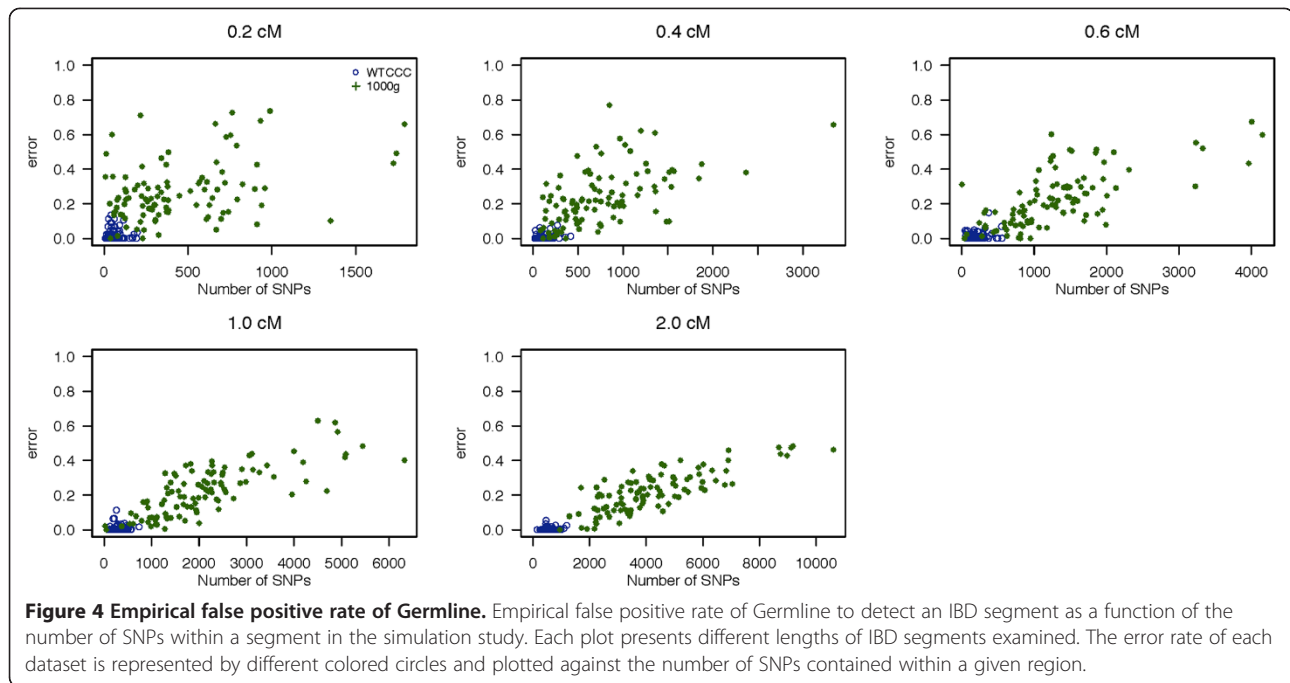 0.2 cM
0.4 cM
0.6 cM
1.0
0.8
0.6
0.4
0.2
0.0
error
WTCCC
1000g
0 500 1000 1500
Number of SNPs
1.0
0.8
0.6
0.4
0.2
0.0
error
0 500 1000 2000 3000
Number of SNPs
1.0
0.8
0.6
0.4
0.2
0.0
error
0 1000 2000 3000 4000
Number of SNPs
1.0 cM
2.0 cM
1.0
0.8
0.6
0.4
0.2
0.0
error
0 1000 2000 3000 4000 5000 6000
Number of SNPs
1.0
0.8
0.6
0.4
0.2
0.0
error
0 2000 4000 6000 8000 10000
Number of SNPs
Figure 4 Empirical false positive rate of Germline. Empirical false positive rate of Germline to detect an IBD segment as a function of the
number of SNPs within a segment in the simulation study. Each plot presents different lengths of IBD segments examined. The error rate of each
dataset is represented by different colored circles and plotted against the number of SNPs contained within a given region.